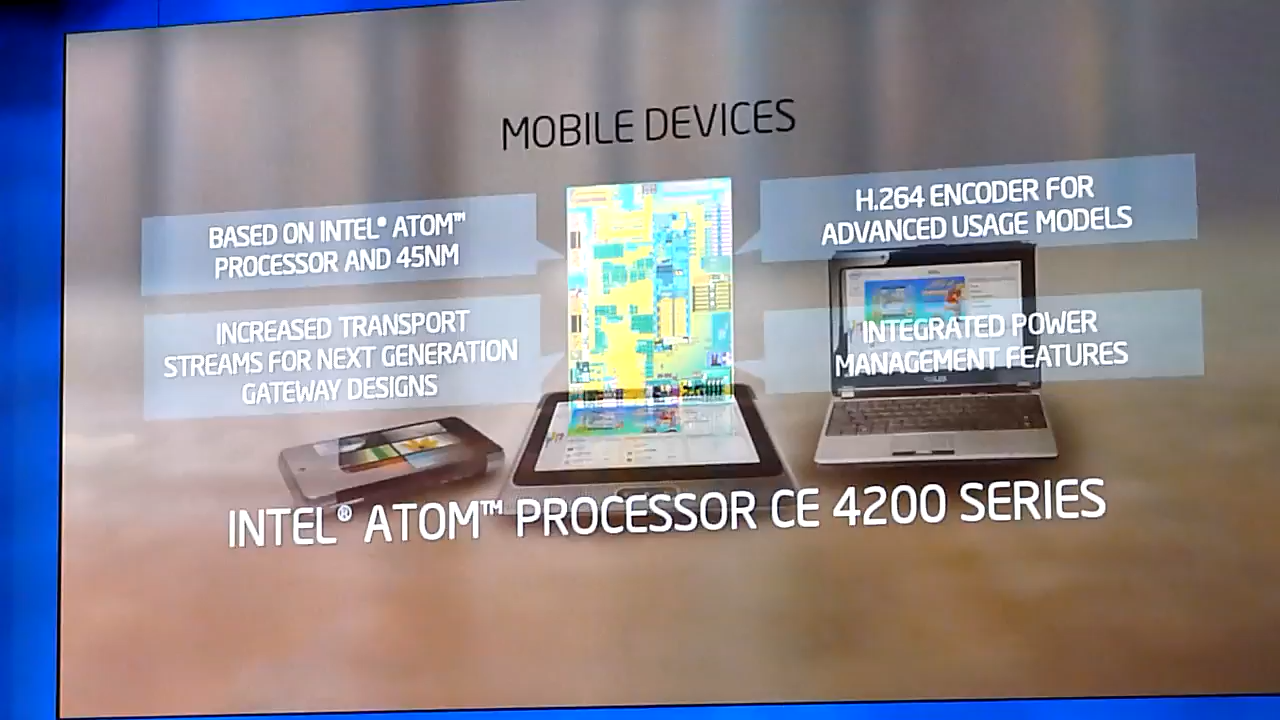 MOBILE DEVICES
BASED ON INTEL® ATOM™
PROCESSOR AND 45NM
H.264 ENCODER FOR
ADVANCED USAGE MODELS
INCREASED TRANSPORT
STREAMS FOR NEXT GENERATION
GATEWAY DESIGNS
INTEGRATED POWER
MANAGEMENT FEATURES
INTEL® ATOM™ PROCESSOR CE 4200 SERIES